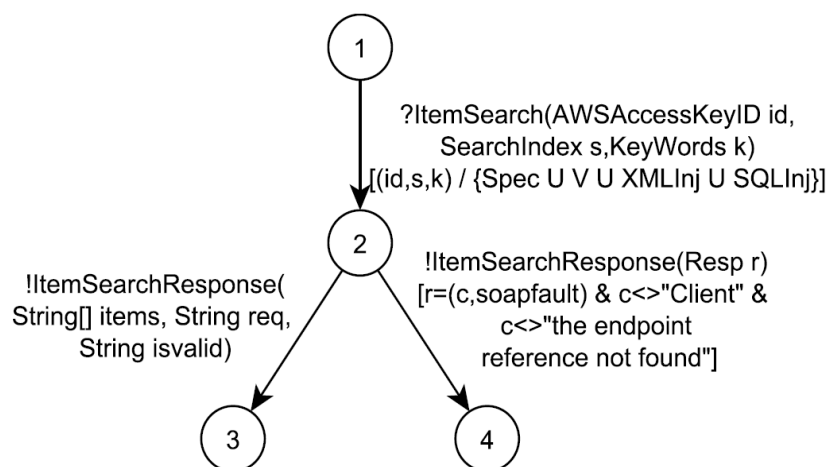 1
?ItemSearch(AWSAccessKeyID id,
SearchIndex s,KeyWords k)
[(id,s,k) / {Spec U V U XMLInj U SQLInj}]
2
!ItemSearchResponse(
String[] items, String req,
String isvalid)
!ItemSearchResponse(Resp r)
[r=(c,soapfault) & c<>"Client" &
c<>"the endpoint
reference not found"]
3
4